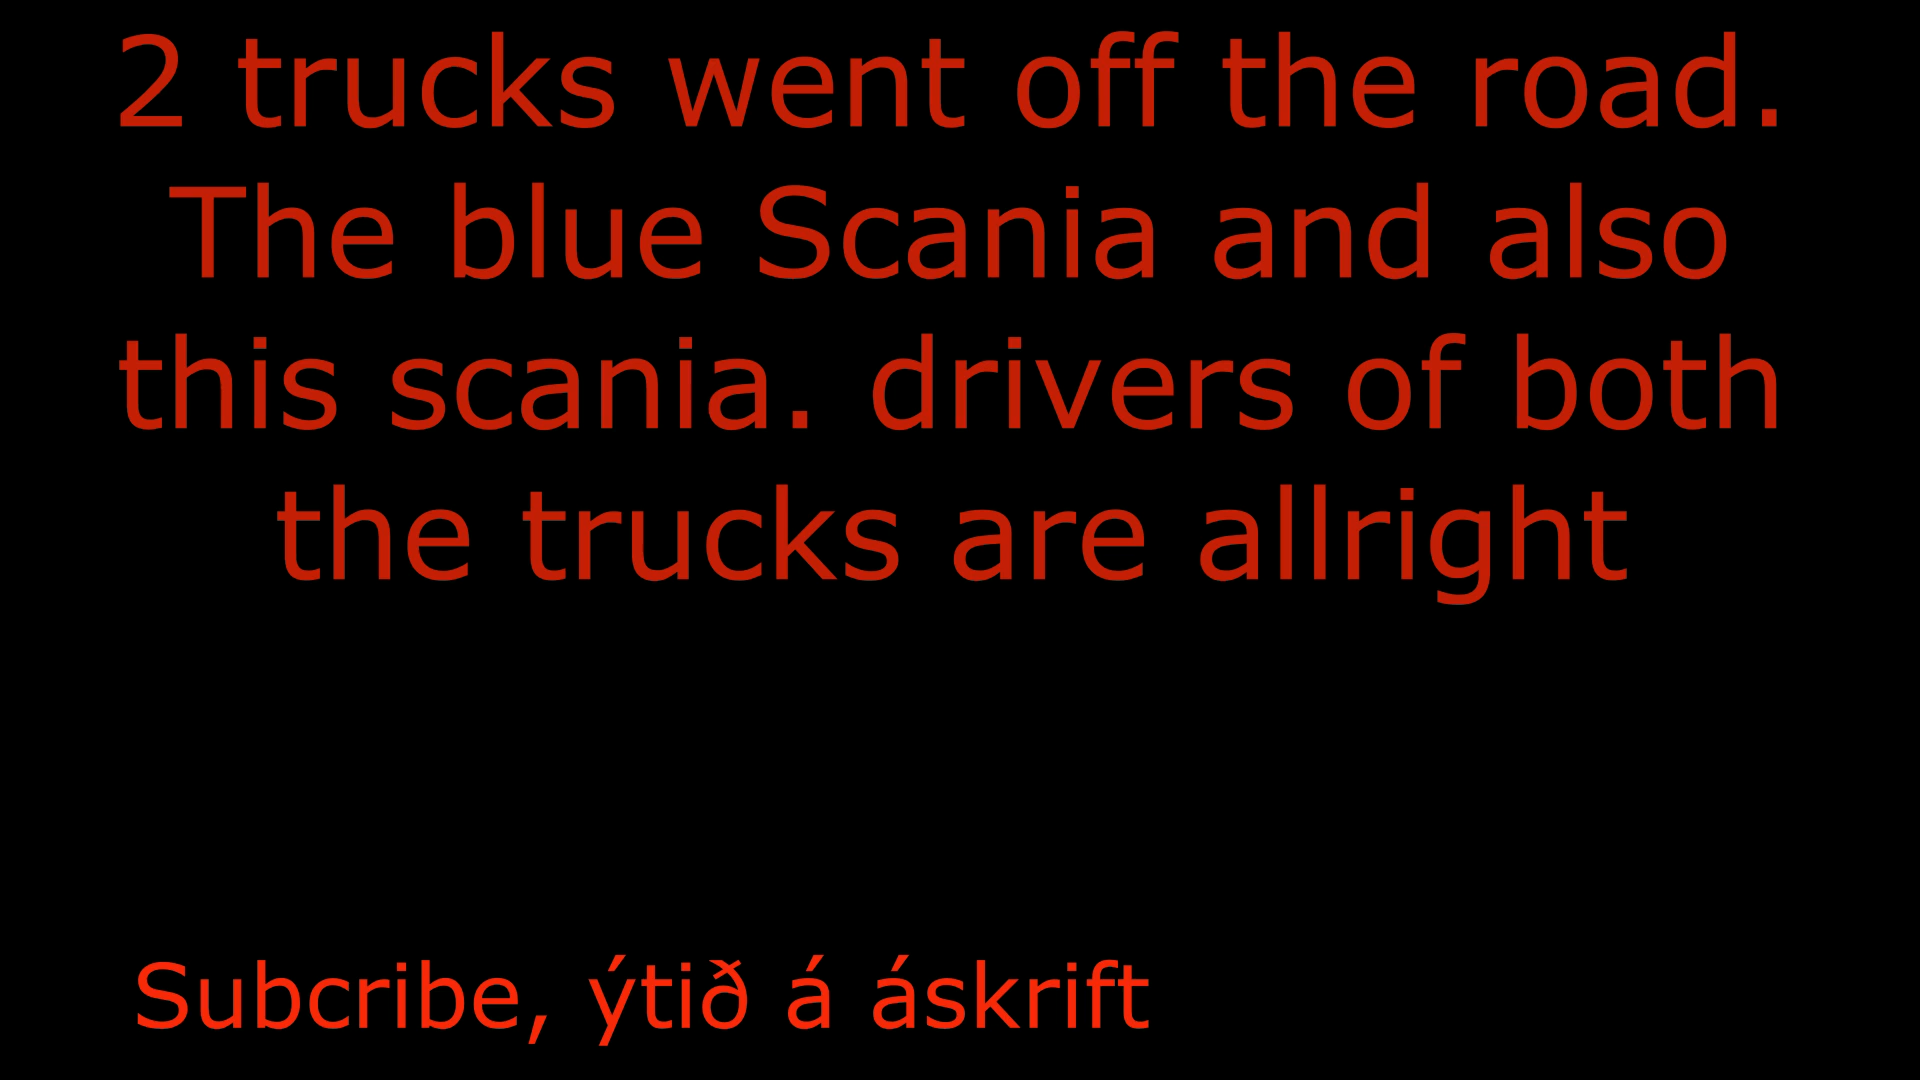 2 trucks went off the road.
The blue Scania and also
this scania. drivers of both
the trucks are allright
Subcribe, ýtið á áskrift